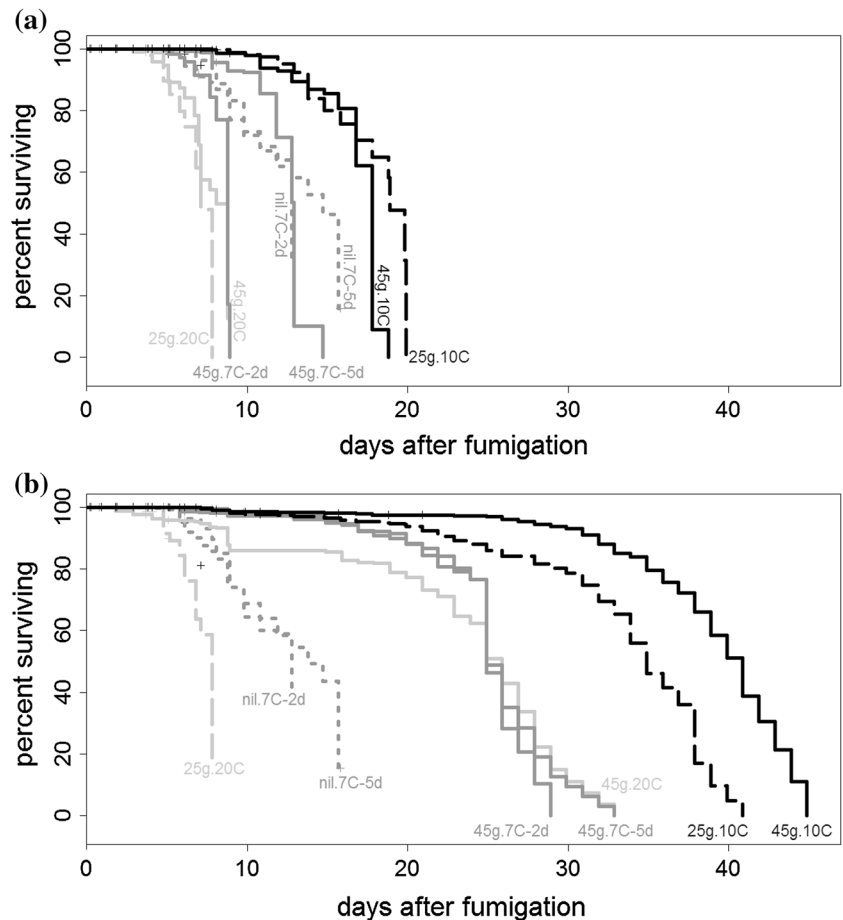 (a)
percent surviving
100
80
60
40
20
0
nil.7C-2d
nil.7C-5d
45g.20C
45g.10C
25g.20C
25g.10C
45g.7C-2d
45g.7C-5d
0
10
20
30
40
days after fumigation
(b)
percent surviving
100
80
60
40
20
0
nil.7C-2d
25g.20C
nil.7C-5d
45g.20C
45g.7C-2d
45g.7C-5d
25g.10C
45g.10C
0
10
20
30
40
days after fumigation